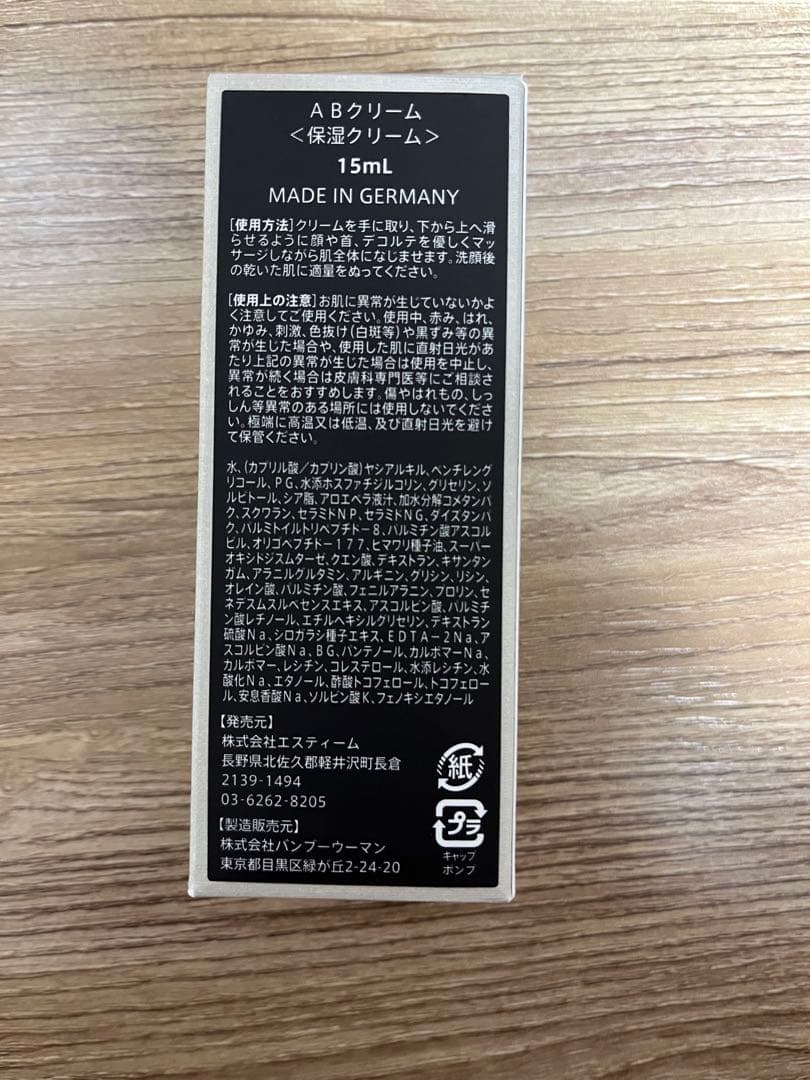 ABクリーム
＜保湿クリーム＞
15mL
MADE IN GERMANY
[使用方法]クリームを手に取り、下から上へ滑
らせるように顔や首、デコルテを優しくマッ
サージしながら肌全体になじませます。洗顔後
の乾いた肌に適量をぬってください。
[使用上の注意]お肌に異常が生じていないかよ
く注意してご使用ください。使用中、赤み、はれ、
かゆみ、刺激、色抜け(白斑等)や黒ずみ等の異
常が生じた場合や、使用した肌に直射日光があ
たり上記の異常が生じた場合は使用を中止し、
異常が続く場合は皮膚科専門医等にご相談さ
れることをおすすめします。傷やはれもの、しっ
しん等異常のある場所には使用しないでくださ
い。極端に高温又は低温、及び直射日光を避け
て保管ください。
水、(カプリル酸／カプリン酸)ヤシアルキル、ペンチレング
リコール、PG、水添ホスファチジルコリン、グリセリン、ソ
ルビトール、シア脂、アロエベラ液汁、加水分解コメタンパ
ク、スクワラン、セラミドNP、セラミドNG、ダイズタンパ
ク、パルミトイルトリペプチド－8、パルミチン酸アスコル
ビル、オリゴペプチド－177、ヒマワリ種子油、スーパー
オキシドジスムターゼ、クエン酸、デキストラン、キサンタン
ガム、アラニルグルタミン、アルギニン、グリシン、リシン、
オレイン酸、パルミチン酸、フェニルアラニン、プロリン、セ
ネデスムスルベセンスエキス、アスコルビン酸、パルミチ
ン酸レチノール、エチルヘキシルグリセリン、デキストラン
硫酸Na、シロガラシ種子エキス、EDTA－2Na、ア
スコルビン酸Na、BG、パンテノール、カルボマーNa、
カルボマー、レシチン、コレステロール、水添レシチン、水
酸化Na、エタノール、酢酸トコフェロール、トコフェロー
ル、安息香酸Na、ソルビン酸K、フェノキシエタノール
【発売元】
株式会社エスティーム
長野県北佐久郡軽井沢町長倉
2139-1494
03-6262-8205
【製造販売元】
株式会社バンブーウーマン
東京都目黒区緑が丘2-24-20
紙
プラ
キャップ
ポンプ